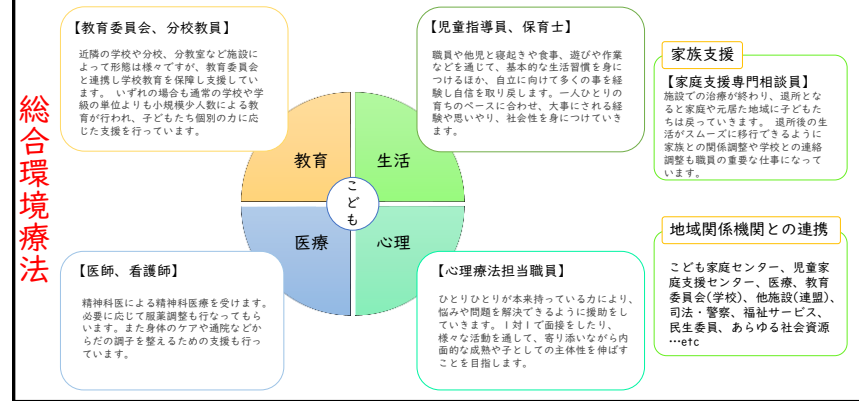 総合環境療法
【教育委員会、分校教員】
近隣の学校や分校、分教室など施設に
よって形態は様々ですが、教育委員会
と連携し学校教育を保障し支援してい
ます。 いずれの場合も通常の学校や学
級の単位よりも小規模少人数による教
育が行われ、子どもたち個別の力に応
じた支援を行っています。
【児童指導員、保育士】
職員や他児と寝起きや食事、遊びや作業
などを通じて、基本的な生活習慣を身に
つけるほか、自立に向けて多くの事を経
験し自信を取り戻します。一人ひとりの
育ちのペースに合わせ、大事にされる
経験や思いやり、社会性を身につけていき
ます。
教育
生活
こども
医療
心理
【医師、看護師】
精神科医による精神科医療を受けます。
必要に応じて服薬調整も行なってもら
います。また身体のケアや通院などか
らだの調子を整えるための支援も行っ
ています。
【心理療法担当職員】
ひとりひとりが本来持っている力により、
悩みや問題を解決できるように援助をし
ていきます。1対1で面接をしたり、
様々な活動を通して、寄り添いながら内
面的な成熟や子としての主体性を伸ばす
ことを目指します。
家族支援
【家庭支援専門相談員】
施設での治療が終わり、退所とな
ると家庭や元居た地域に子どもた
ちは戻っていきます。 退所後の生
活がスムーズに移行できるように
家族との関係調整や学校との連絡
調整も職員の重要な仕事になって
います。
地域関係機関との連携
こども家庭センター、児童家
庭支援センター、医療、教育
委員会(学校)、他施設(連盟)、
司法・警察、福祉サービス、
民生委員、あらゆる社会資源
…etc